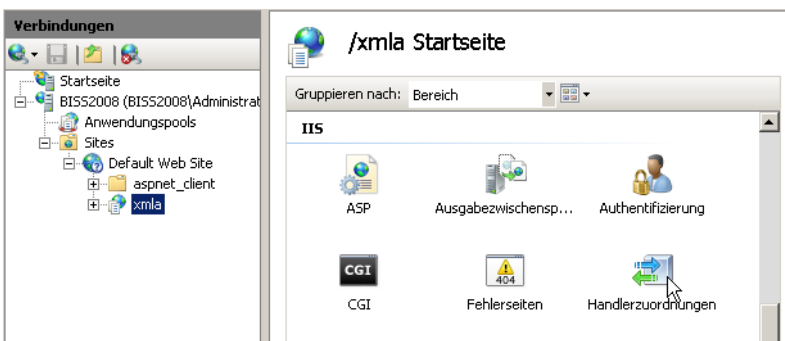 Verbindungen
Startseite
BISS2008 (BISS2008\Administrat
Anwendungspools
Sites
Default Web Site
aspnet_client
xmla
/xmla Startseite
Gruppieren nach: Bereich
IIS
ASP Ausgabezwischensp... Authentifizierung
CGI 404
CGI Fehlerseiten Handlerzuordnungen